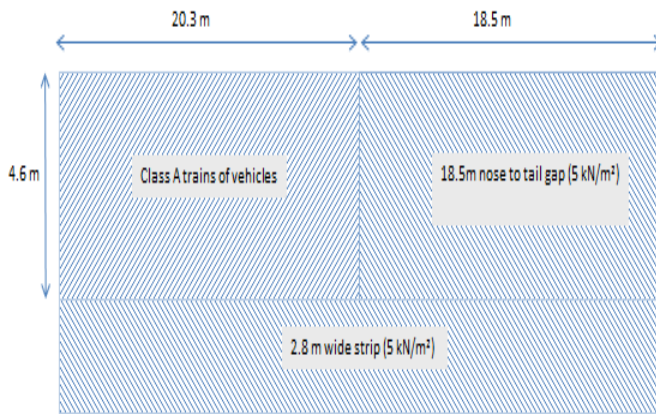 20.3 m
18.5 m
4.6 m
Class A trains of vehicles
18.5m nose to tail gap (5 kN/m²)
2.8 m wide strip (5 kN/m²)